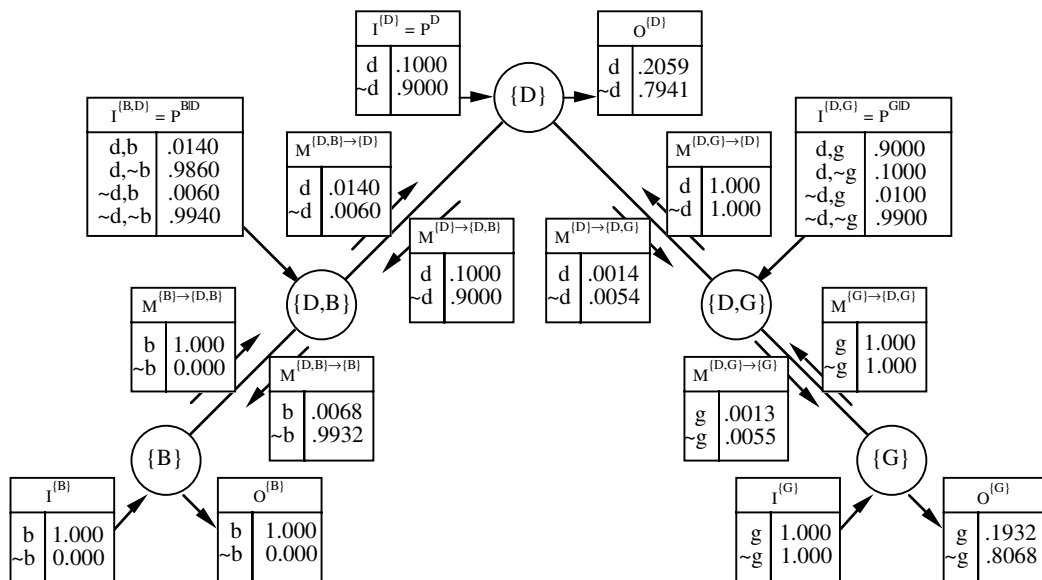 I^{D} = P^D
d .1000
~d .9000
{D}
O^{D}
d .2059
~d .7941
I^{B,D} = P^B|D
d,b .0140
d,~b .9860
~d,b .0060
~d,~b .9940
M^{D,B}→{D}
d .0140
~d .0060
M^{D,G}→{D}
d 1.000
~d 1.000
I^{D,G} = P^G|D
d,g .9000
d,~g .1000
~d,g .0100
~d,~g .9900
M^{D}→{D,B}
d .1000
~d .9000
M^{D}→{D,G}
d .0014
~d .0054
{D,B}
{D,G}
M^{B}→{D,B}
b 1.000
~b 0.000
M^{D,B}→{B}
b .0068
~b .9932
M^{D,G}→{G}
g .0013
~g .0055
M^{G}→{D,G}
g 1.000
~g 1.000
{B}
{G}
I^{B}
b 1.000
~b 0.000
O^{B}
b 1.000
~b 0.000
I^{G}
g 1.000
~g 1.000
O^{G}
g .1932
~g .8068